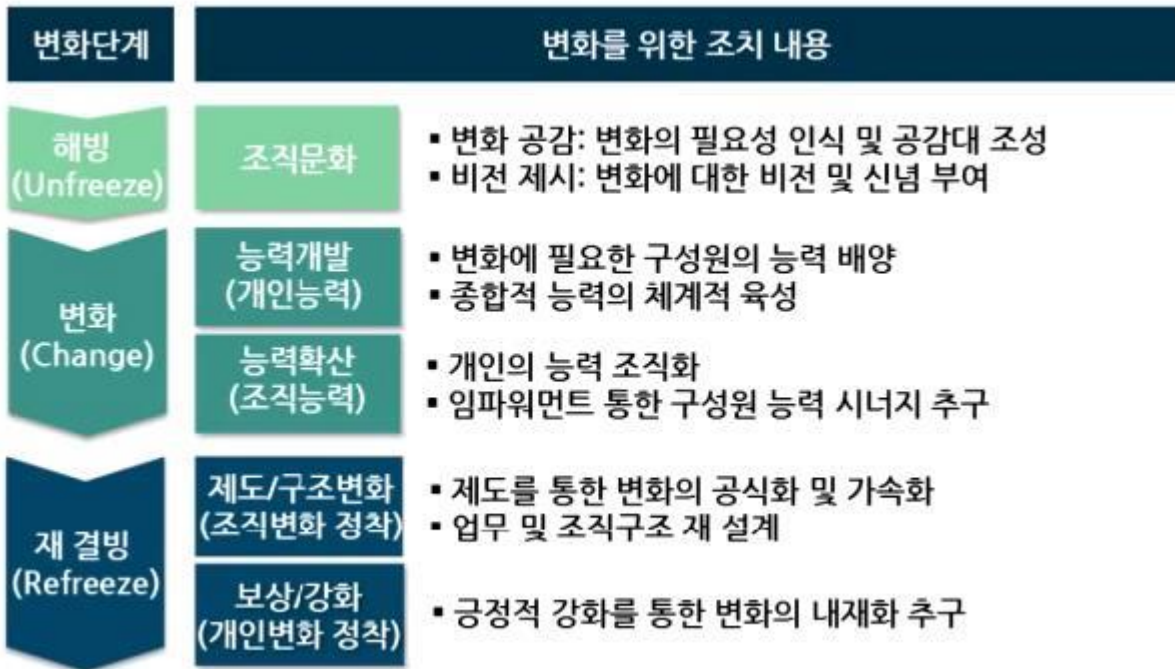 변화단계
변화를 위한 조치 내용
해빙
(Unfreeze)
조직문화
▪ 변화 공감: 변화의 필요성 인식 및 공감대 조성
▪ 비전 제시: 변화에 대한 비전 및 신념 부여
변화
(Change)
능력개발
(개인능력)
▪ 변화에 필요한 구성원의 능력 배양
▪ 종합적 능력의 체계적 육성
능력확산
(조직능력)
▪ 개인의 능력 조직화
▪ 임파워먼트 통한 구성원 능력 시너지 추구
재 결빙
(Refreeze)
제도/구조변화
(조직변화 정착)
▪ 제도를 통한 변화의 공식화 및 가속화
▪ 업무 및 조직구조 재 설계
보상/강화
(개인변화 정착)
▪ 긍정적 강화를 통한 변화의 내재화 추구